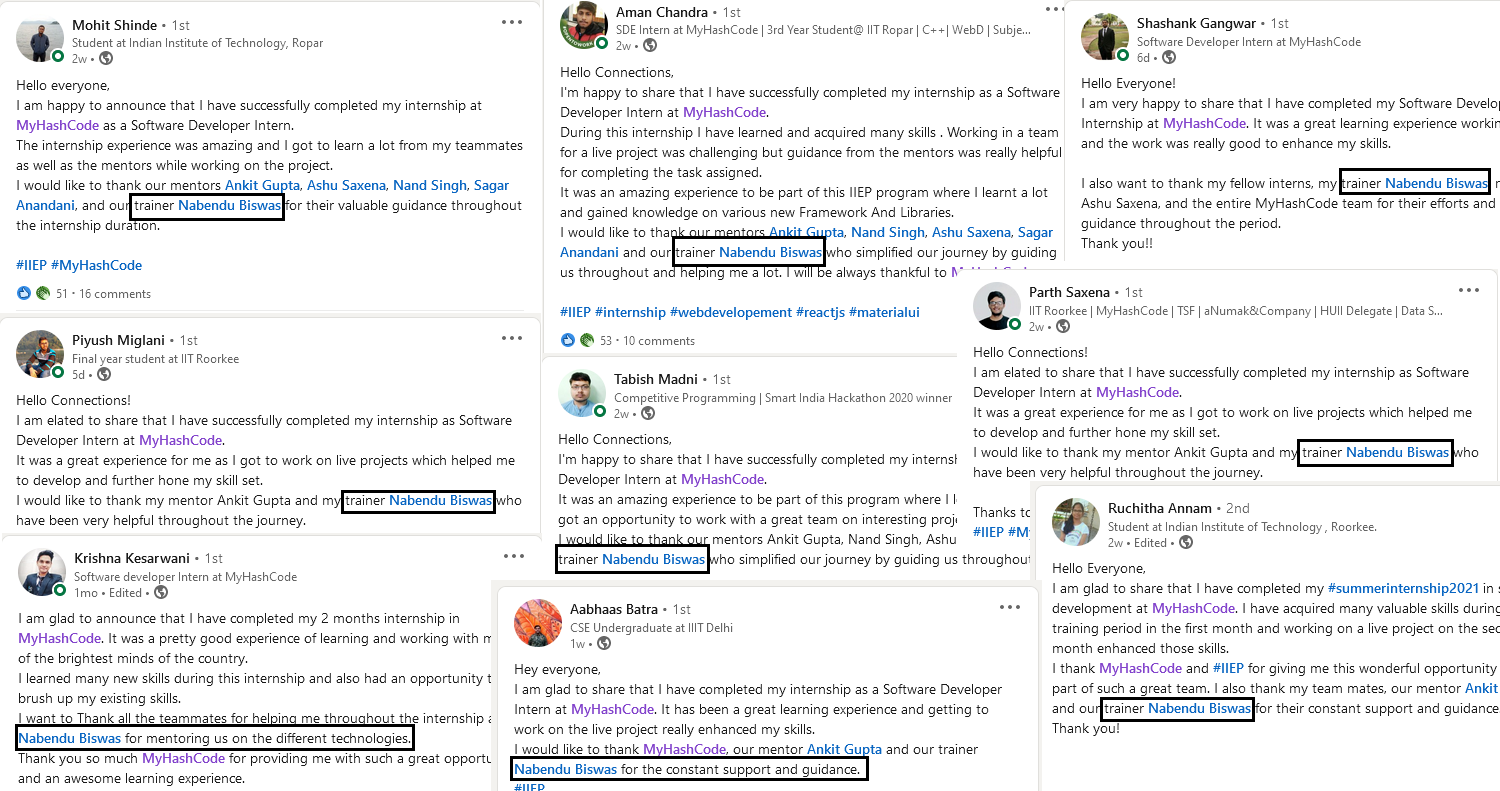 Mohit Shinde • 1st
Student at Indian Institute of Technology, Ropar
2w •
Hello everyone,
I am happy to announce that I have successfully completed my internship at
MyHashCode as a Software Developer Intern.
The internship experience was amazing and I got to learn a lot from my teammates
as well as the mentors while working on the project.
I would like to thank our mentors Ankit Gupta, Ashu Saxena, Nand Singh, Sagar
Anandani, and our trainer Nabendu Biswas for their valuable guidance throughout
the internship duration.
#IIEP #MyHashCode
51 • 16 comments
Piyush Miglani • 1st
Final year student at IIT Roorkee
5d •
Hello Connections!
I am elated to share that I have successfully completed my internship as Software
Developer Intern at MyHashCode.
It was a great experience for me as I got to work on live projects which helped me
to develop and further hone my skill set.
I would like to thank my mentor Ankit Gupta and my trainer Nabendu Biswas who
have been very helpful throughout the journey.
Krishna Kesarwani • 1st
Software developer Intern at MyHashCode
1mo • Edited •
I am glad to announce that I have completed my 2 months internship in
MyHashCode. It was a pretty good experience of learning and working with
of the brightest minds of the country.
I learned many new skills during this internship and also had an opportunity
brush up my existing skills.
I want to Thank all the teammates for helping me throughout the internship
Nabendu Biswas for mentoring us on the different technologies.
Thank you so much MyHashCode for providing me with such a great
and an awesome learning experience.
Aman Chandra • 1st
SDE Intern at MyHashCode | 3rd Year Student@ IIT Ropar | C++| WebD | Subje...
2w •
Hello Connections,
I'm happy to share that I have successfully completed my internship as a Software
Developer Intern at MyHashCode.
During this internship I have learned and acquired many skills . Working in a team
for a live project was challenging but guidance from the mentors was really helpful
for completing the task assigned.
It was an amazing experience to be part of this IIEP program where I learnt a lot
and gained knowledge on various new Framework And Libraries.
I would like to thank our mentors Ankit Gupta, Nand Singh, Ashu Saxena, Sagar
Anandani and our trainer Nabendu Biswas who simplified our journey by guiding
us throughout and helping me a lot. I will be always thankful to
#IIEP #internship #webdevelopement #reactjs #materialui
53 • 10 comments
Tabish Madni • 1st
Competitive Programming | Smart India Hackathon 2020 winner
2w •
Hello Connections,
I'm happy to share that I have successfully completed my
Developer Intern at MyHashCode.
It was an amazing experience to be part of this program where I
got an opportunity to work with a great team on interesting
I would like to thank our mentors Ankit Gupta, Nand Singh, Ashu
trainer Nabendu Biswas who simplified our journey by guiding us throughout
Aabhaas Batra • 1st
CSE Undergraduate at IIIT Delhi
1w •
Hey everyone,
I am glad to share that I have completed my internship as a Software Developer
Intern at MyHashCode. It has been a great learning experience and getting to
work on the live project really enhanced my skills.
I would like to thank MyHashCode, our mentor Ankit Gupta and our trainer
Nabendu Biswas for the constant support and guidance.
#IIEP
Shashank Gangwar • 1st
Software Developer Intern at MyHashCode
6d •
Hello Everyone!
I am very happy to share that I have completed my Software
Internship at MyHashCode. It was a great learning experience
and the work was really good to enhance my skills.
I also want to thank my fellow interns, my trainer Nabendu Biswas
Ashu Saxena, and the entire MyHashCode team for their efforts and
guidance throughout the period.
Thank you!!
Parth Saxena • 1st
IIT Roorkee | MyHashCode | TSF | aNumak&Company | HUII Delegate | Data S...
2w •
Hello Connections!
I am elated to share that I have successfully completed my internship as Software
Developer Intern at MyHashCode.
It was a great experience for me as I got to work on live projects which helped me
to develop and further hone my skill set.
I would like to thank my mentor Ankit Gupta and my trainer Nabendu Biswas who
have been very helpful throughout the journey.
Thanks to
#IIEP
Ruchitha Annam • 2nd
Student at Indian Institute of Technology , Roorkee.
2w • Edited •
Hello Everyone,
I am glad to share that I have completed my #summerinternship2021 in
development at MyHashCode. I have acquired many valuable skills during
training period in the first month and working on a live project on the
month enhanced those skills.
I thank MyHashCode and #IIEP for giving me this wonderful opportunity
part of such a great team. I also thank my team mates, our mentor Ankit
and our trainer Nabendu Biswas for their constant support and guidance
Thank you!